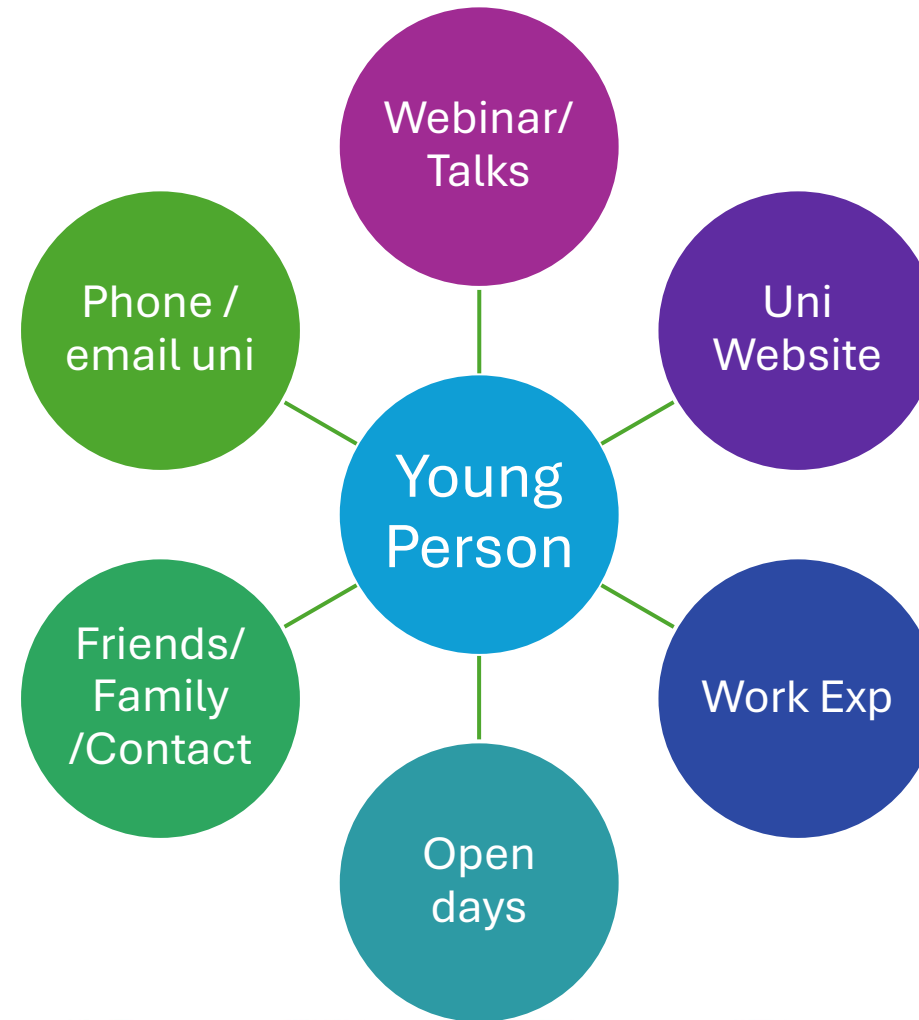 Webinar/
Talks
Phone /
email uni
Uni
Website
Young
Person
Friends/
Family
/Contact
Work Exp
Open
days